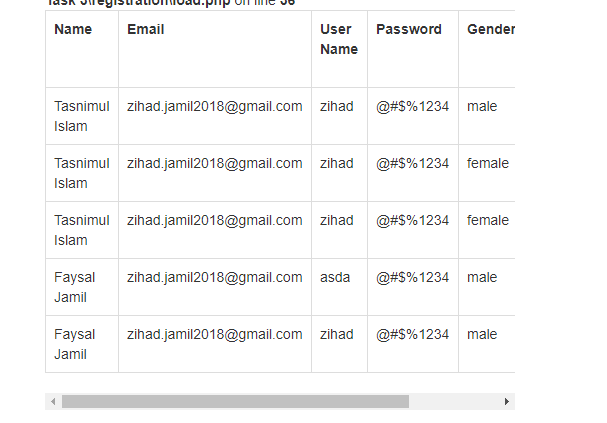 Task 3\registration\load.php on line 36
Name Email User Name Password Gender
Tasnimul Islam zihad.jamil2018@gmail.com zihad @#$%1234 male
Tasnimul Islam zihad.jamil2018@gmail.com zihad @#$%1234 female
Tasnimul Islam zihad.jamil2018@gmail.com zihad @#$%1234 female
Faysal Jamil zihad.jamil2018@gmail.com asda @#$%1234 male
Faysal Jamil zihad.jamil2018@gmail.com zihad @#$%1234 male